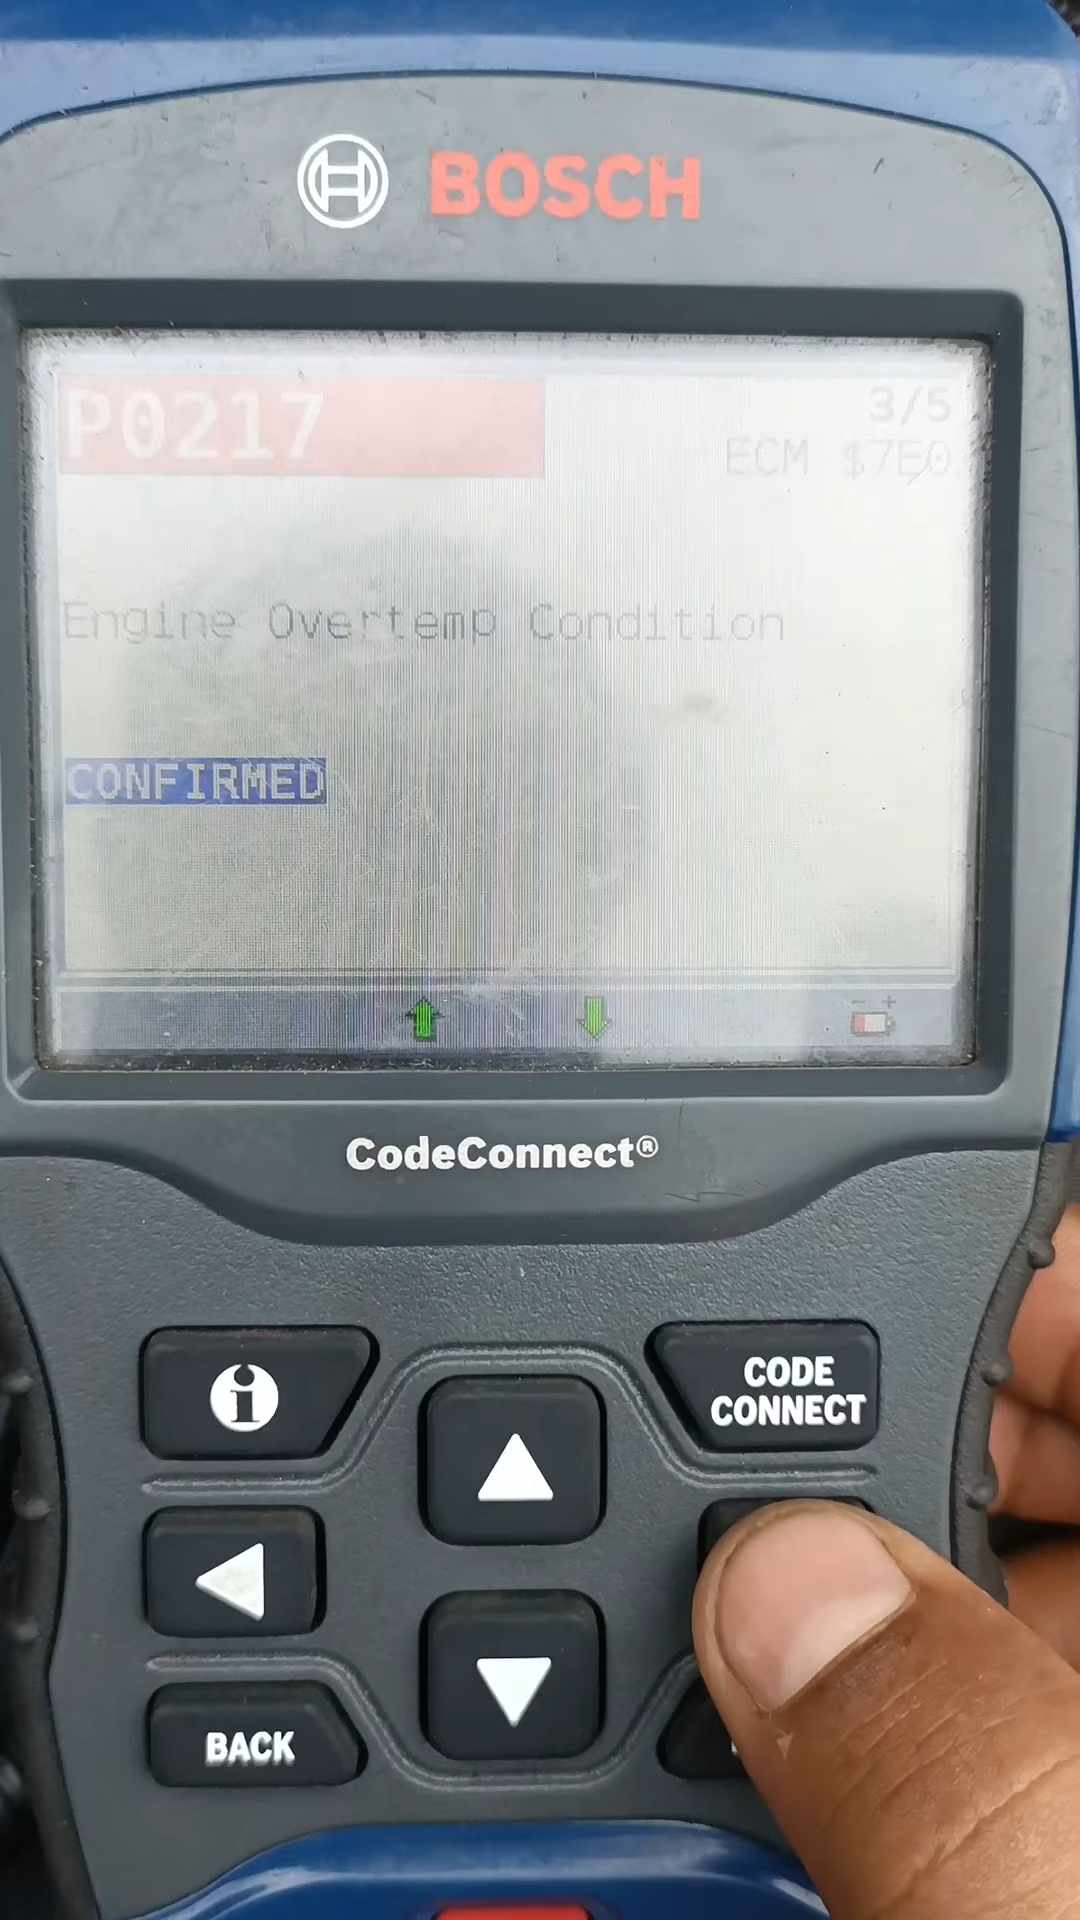 BOSCH
P0217
3/5
ECM $7E0
Engine Overtemp Condition
CONFIRMED
- +
CodeConnect®
i
CODE
CONNECT
BACK